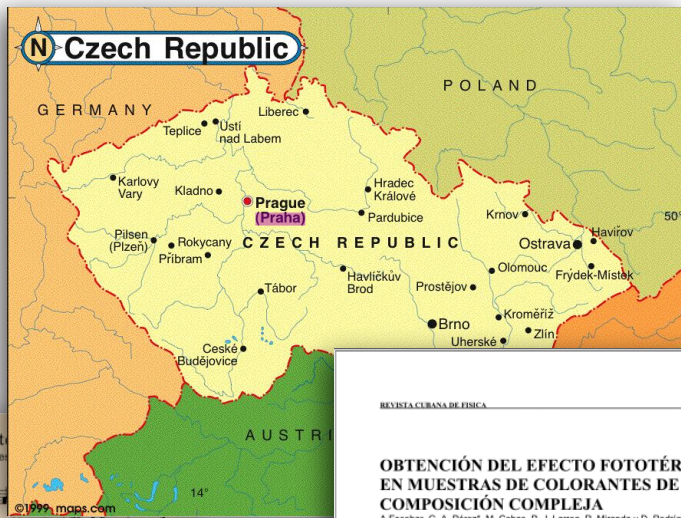 N Czech Republic
POLAND
GERMANY
Liberec
Teplice
Ústí
nad Labem
Karlovy
Vary
Kladno
Hradec
Králové
Prague
(Praha)
Pardubice
Krnov
50°
Havířov
Pilsen
(Plzeň)
Rokycany
CZECH REPUBLIC
Ostrava
Příbram
Olomouc
Frýdek-Místek
Havlíčkův
Brod
Tábor
Prostějov
Kroměříž
Brno
Zlín
České
Budějovice
Uherské
REVISTA CUBANA DE FISICA
AUSTRI
OBTENCIÓN DEL EFECTO FOTOTÉR
EN MUESTRAS DE COLORANTES DE
14°
COMPOSICIÓN COMPLEJA
©1999 maps.com